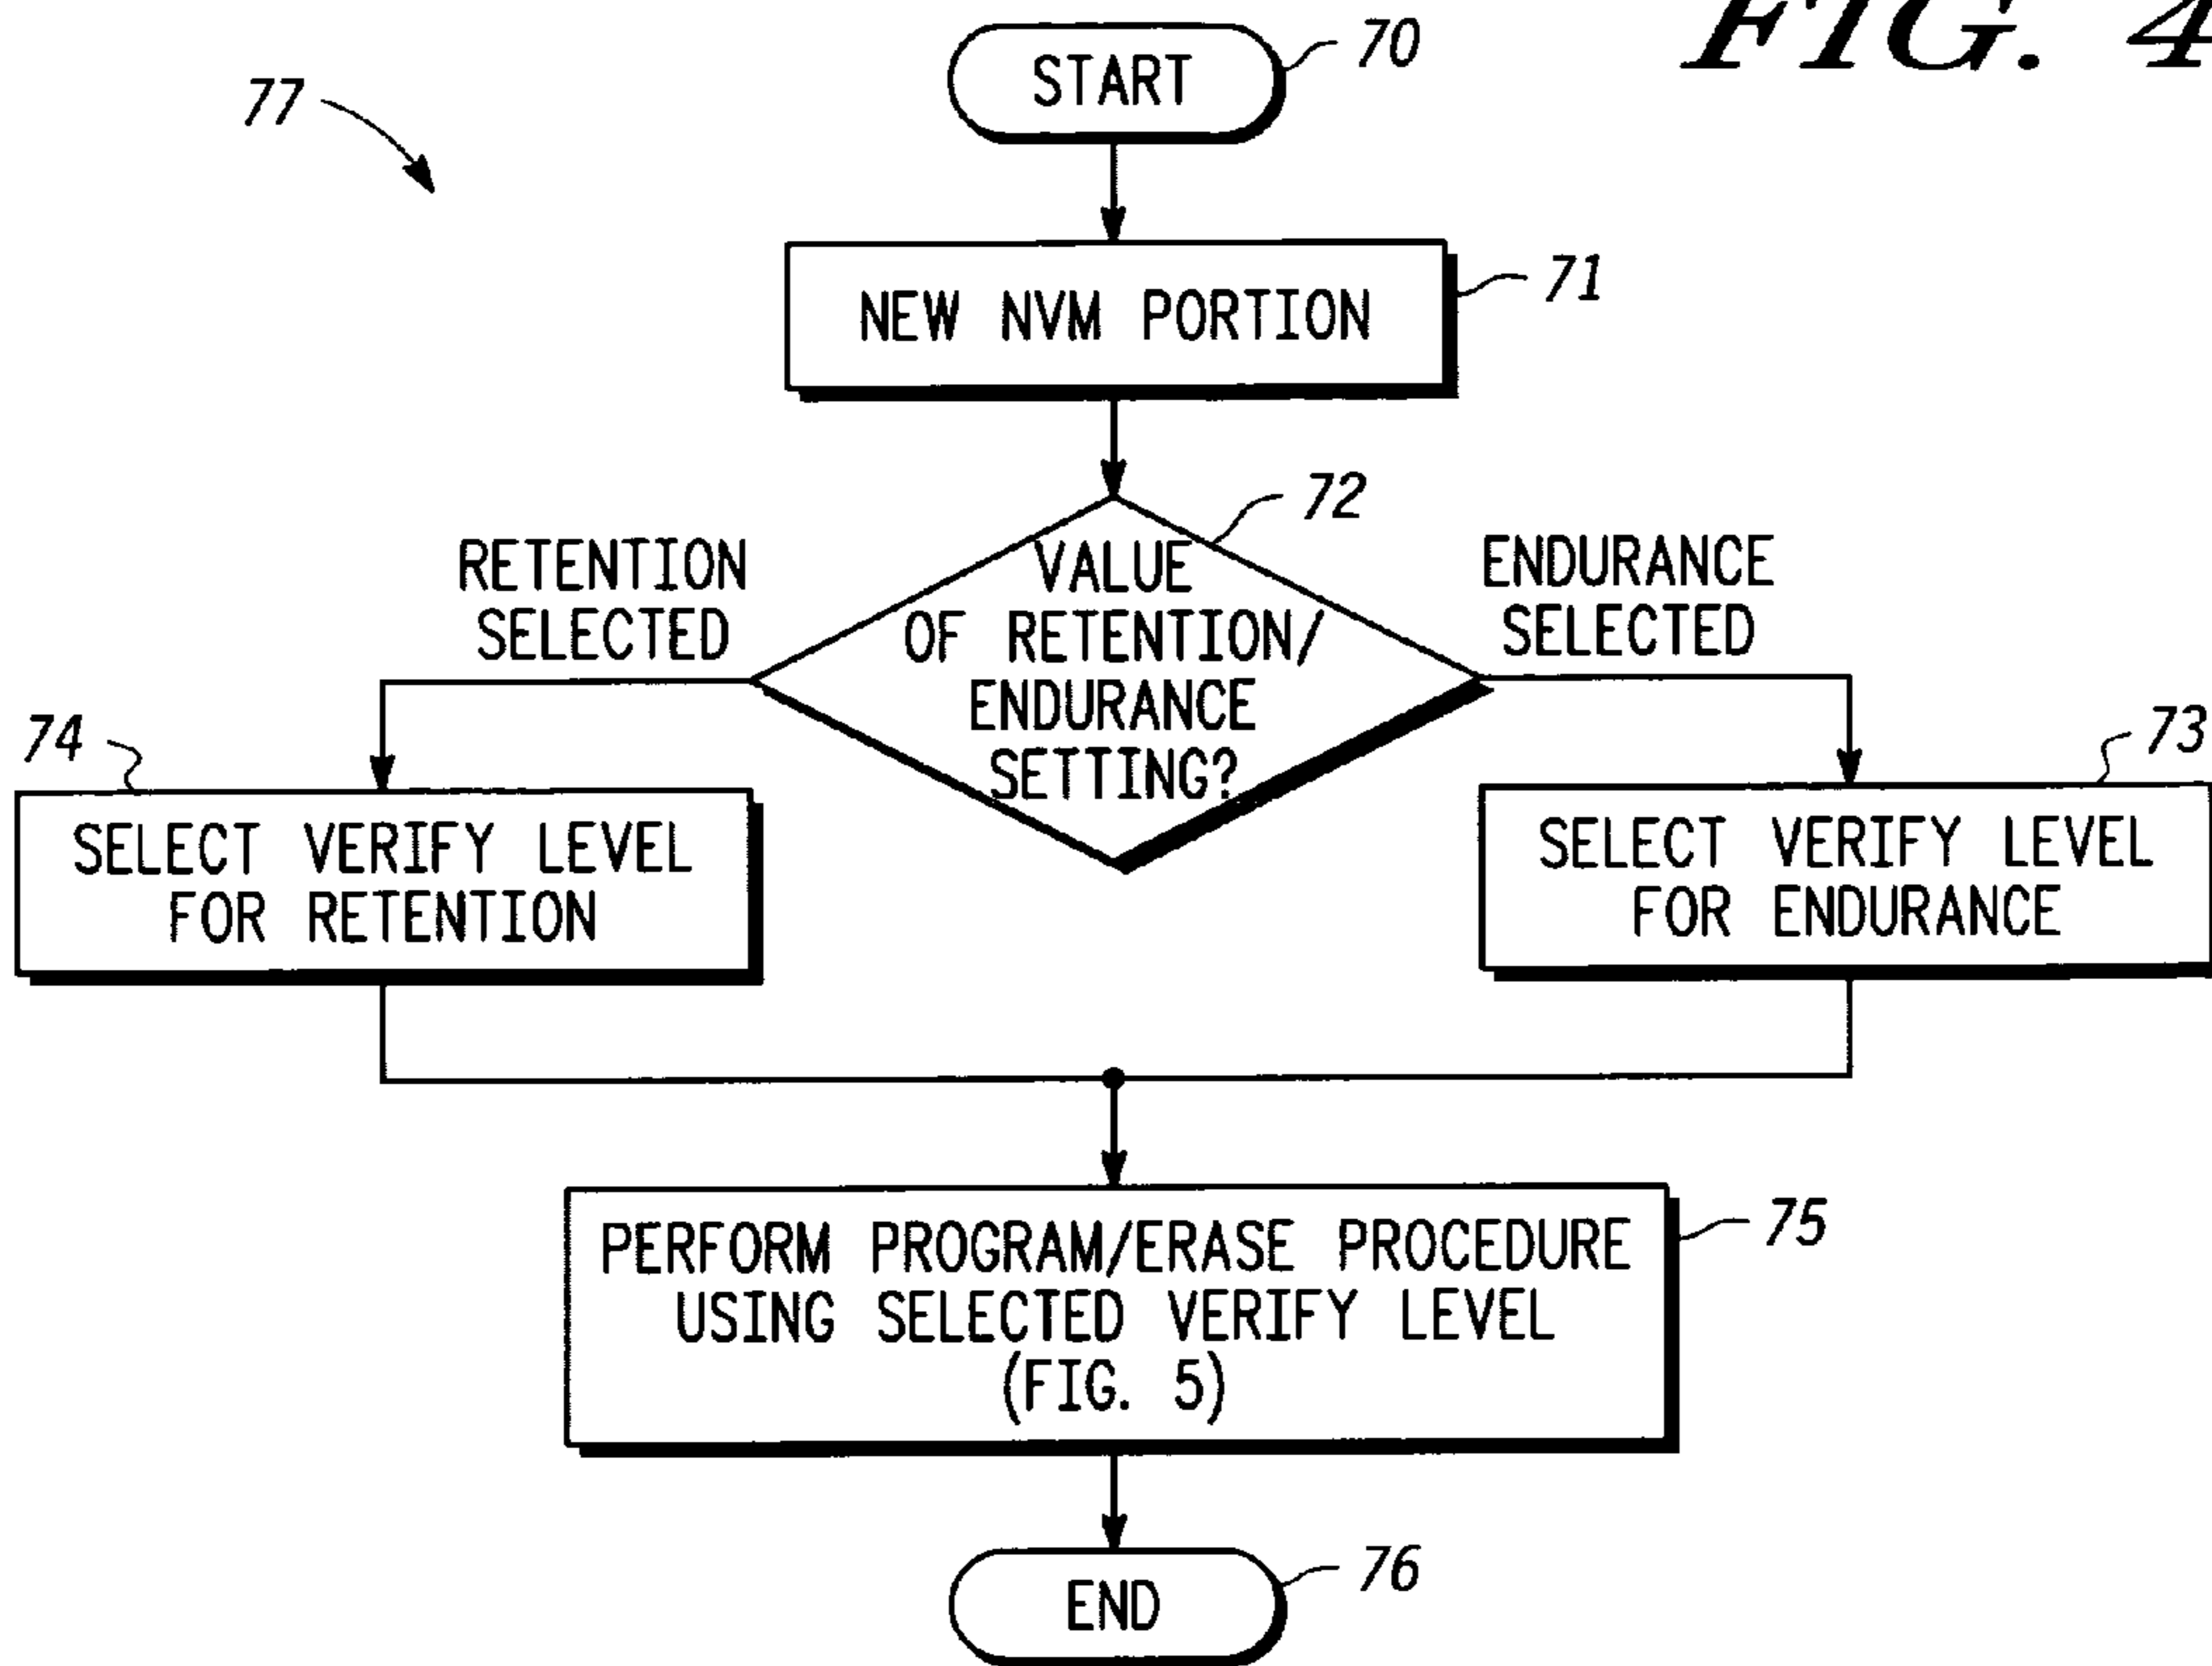 FIG. 4
77
START
70
NEW NVM PORTION
71
72
VALUE
OF RETENTION/
ENDURANCE
SETTING?
RETENTION
SELECTED
ENDURANCE
SELECTED
74
SELECT VERIFY LEVEL
FOR RETENTION
73
SELECT VERIFY LEVEL
FOR ENDURANCE
PERFORM PROGRAM/ERASE PROCEDURE
USING SELECTED VERIFY LEVEL
(FIG. 5)
75
END
76